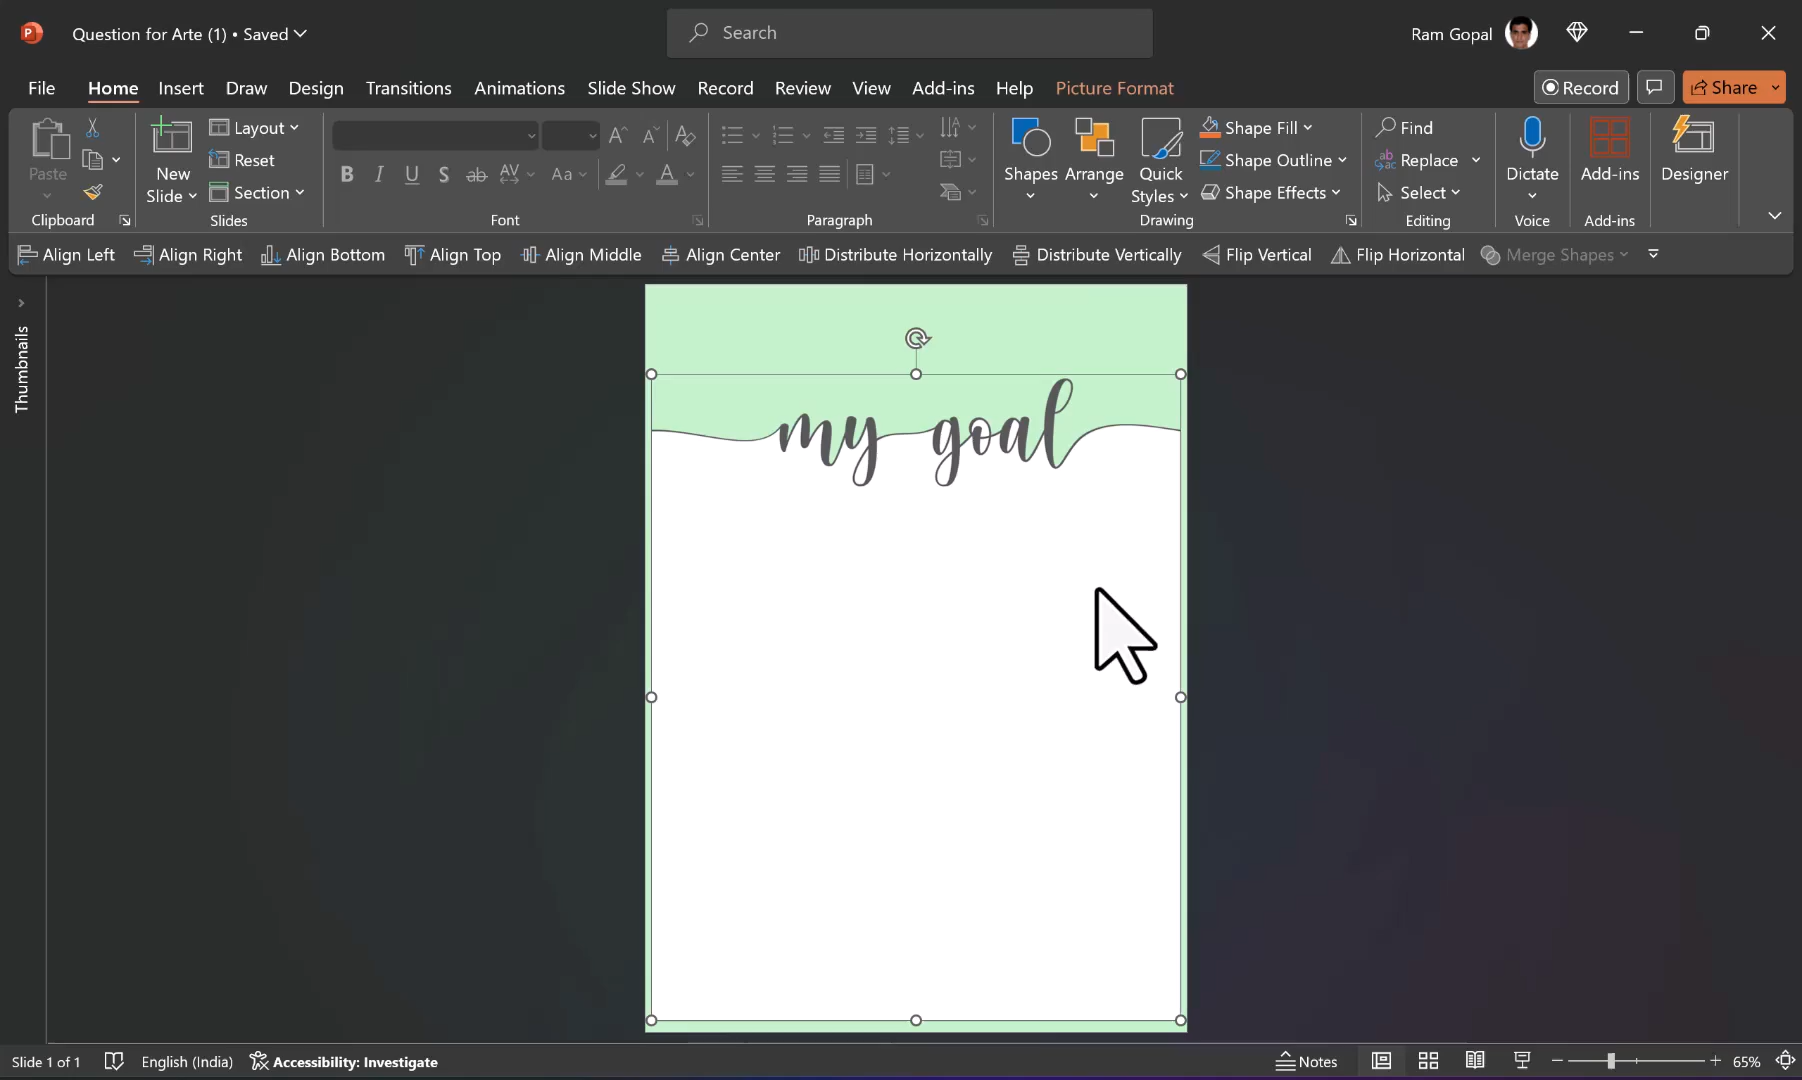 Question for Arte (1) • Saved
Search
Ram Gopal
File Home Insert Draw Design Transitions Animations Slide Show Record Review View Add-ins Help Picture Format
Record
Share
Paste
Clipboard
New Slide
Layout
Reset
Section
Slides
Font
Paragraph
Shapes
Arrange
Quick Styles
Shape Fill
Shape Outline
Shape Effects
Drawing
Find
Replace
Select
Editing
Dictate
Voice
Add-ins
Add-ins
Designer
Align Left Align Right Align Bottom Align Top Align Middle Align Center Distribute Horizontally Distribute Vertically Flip Vertical Flip Horizontal Merge Shapes
Thumbnails
my goal
Slide 1 of 1 English (India) Accessibility: Investigate Notes 65%